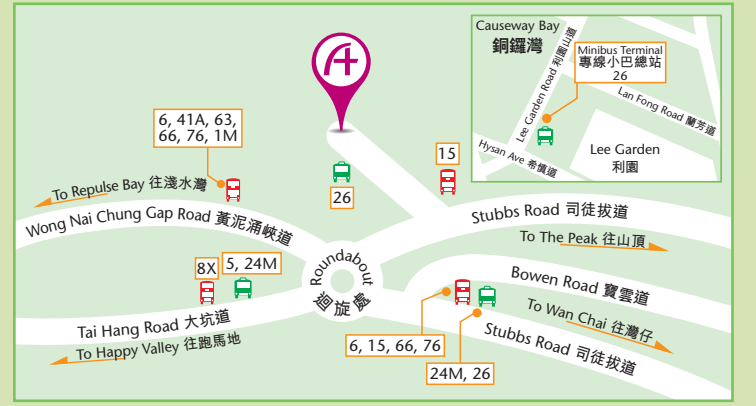 Causeway Bay
銅鑼灣
Minibus Terminal
專線小巴總站
26
Lee Garden Road 利園山道
Lan Fong Road 蘭芳道
Hysan Ave 希慎道
Lee Garden
利園
6, 41A, 63,
66, 76, 1M
15
26
To Repulse Bay 往淺水灣
Wong Nai Chung Gap Road 黃泥涌峽道
Stubbs Road 司徒拔道
To The Peak 往山頂
8X
5, 24M
Roundabout
迴旋處
Bowen Road 寶雲道
To Wan Chai 往灣仔
Tai Hang Road 大坑道
To Happy Valley 往跑馬地
6, 15, 66, 76
24M, 26
Stubbs Road 司徒拔道